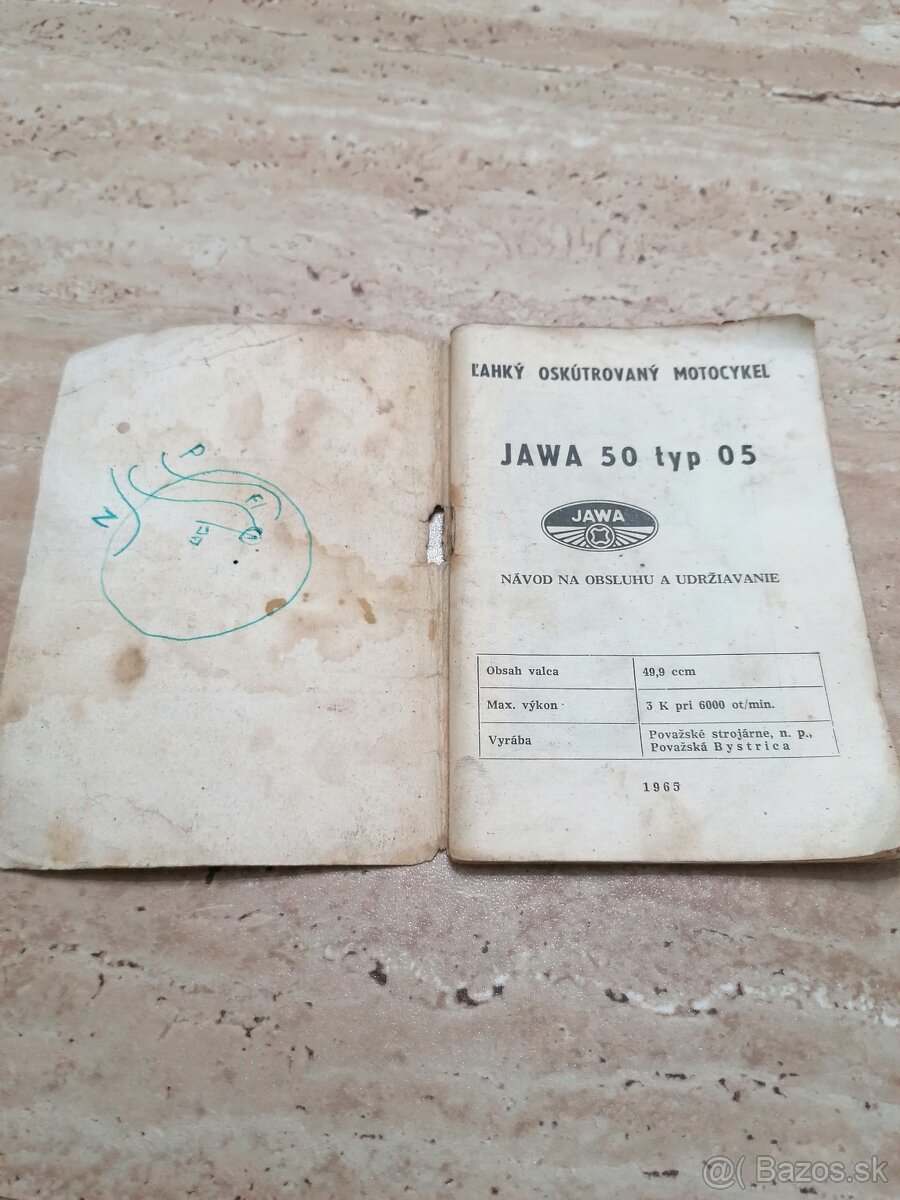 P
N
FI
ĽAHKÝ OSKÚTROVANÝ MOTOCYKEL
JAWA 50 typ 05
JAWA
NÁVOD NA OBSLUHU A UDRŽIAVANIE
Obsah valca 49,9 ccm
Max. výkon 3 K pri 6000 ot/min.
Vyrába Považské strojárne, n. p.,
Považská Bystrica
1965
@( Bazos.sk